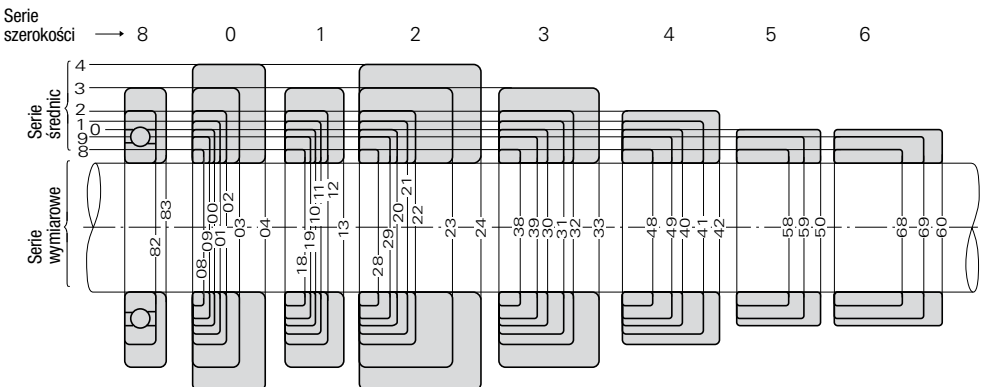 Serie
szerokości → 8 0 1 2 3 4 5 6
Serie
średnic
4
3
2
1
0
9
8
Serie
wymiarowe
82 83
08 09 00 01 02 03 04
18 19 10 11 12 13
28 29 20 21 22 23 24
38 39 30 31 32 33
48 49 40 41 42
58 59 50
68 69 60